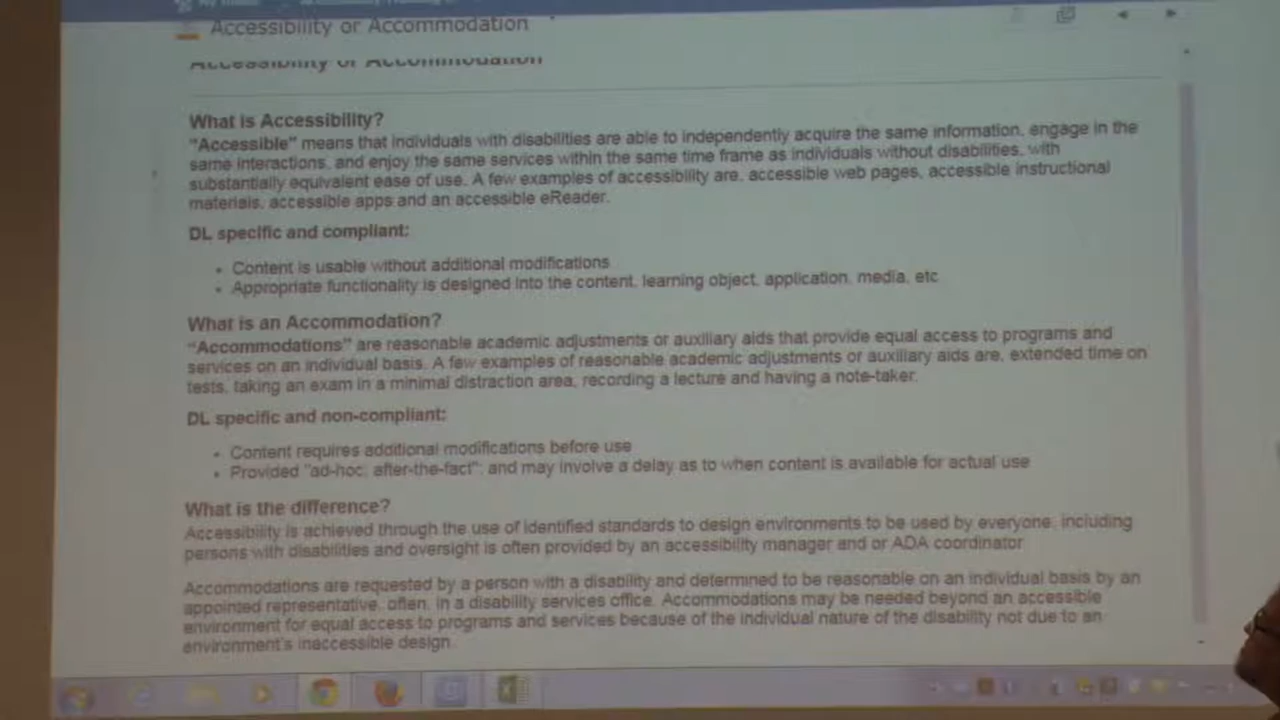 Accessibility or Accommodation
Accessibility or Accommodation
What is Accessibility?
"Accessible" means that individuals with disabilities are able to independently acquire the same information, engage in the
same interactions, and enjoy the same services within the same time frame as individuals without disabilities, with
substantially equivalent ease of use. A few examples of accessibility are, accessible web pages, accessible instructional
materials, accessible apps and an accessible eReader.
DL specific and compliant:
• Content is usable without additional modifications
• Appropriate functionality is designed into the content, learning object, application, media, etc
What is an Accommodation?
"Accommodations" are reasonable academic adjustments or auxiliary aids that provide equal access to programs and
services on an individual basis. A few examples of reasonable academic adjustments or auxiliary aids are, extended time on
tests, taking an exam in a minimal distraction area, recording a lecture and having a note-taker.
DL specific and non-compliant:
• Content requires additional modifications before use
• Provided "ad-hoc, after-the-fact"; and may involve a delay as to when content is available for actual use
What is the difference?
Accessibility is achieved through the use of identified standards to design environments to be used by everyone, including
persons with disabilities and oversight is often provided by an accessibility manager and or ADA coordinator
Accommodations are requested by a person with a disability and determined to be reasonable on an individual basis by an
appointed representative, often, in a disability services office. Accommodations may be needed beyond an accessible
environment for equal access to programs and services because of the individual nature of the disability not due to an
environment's inaccessible design.